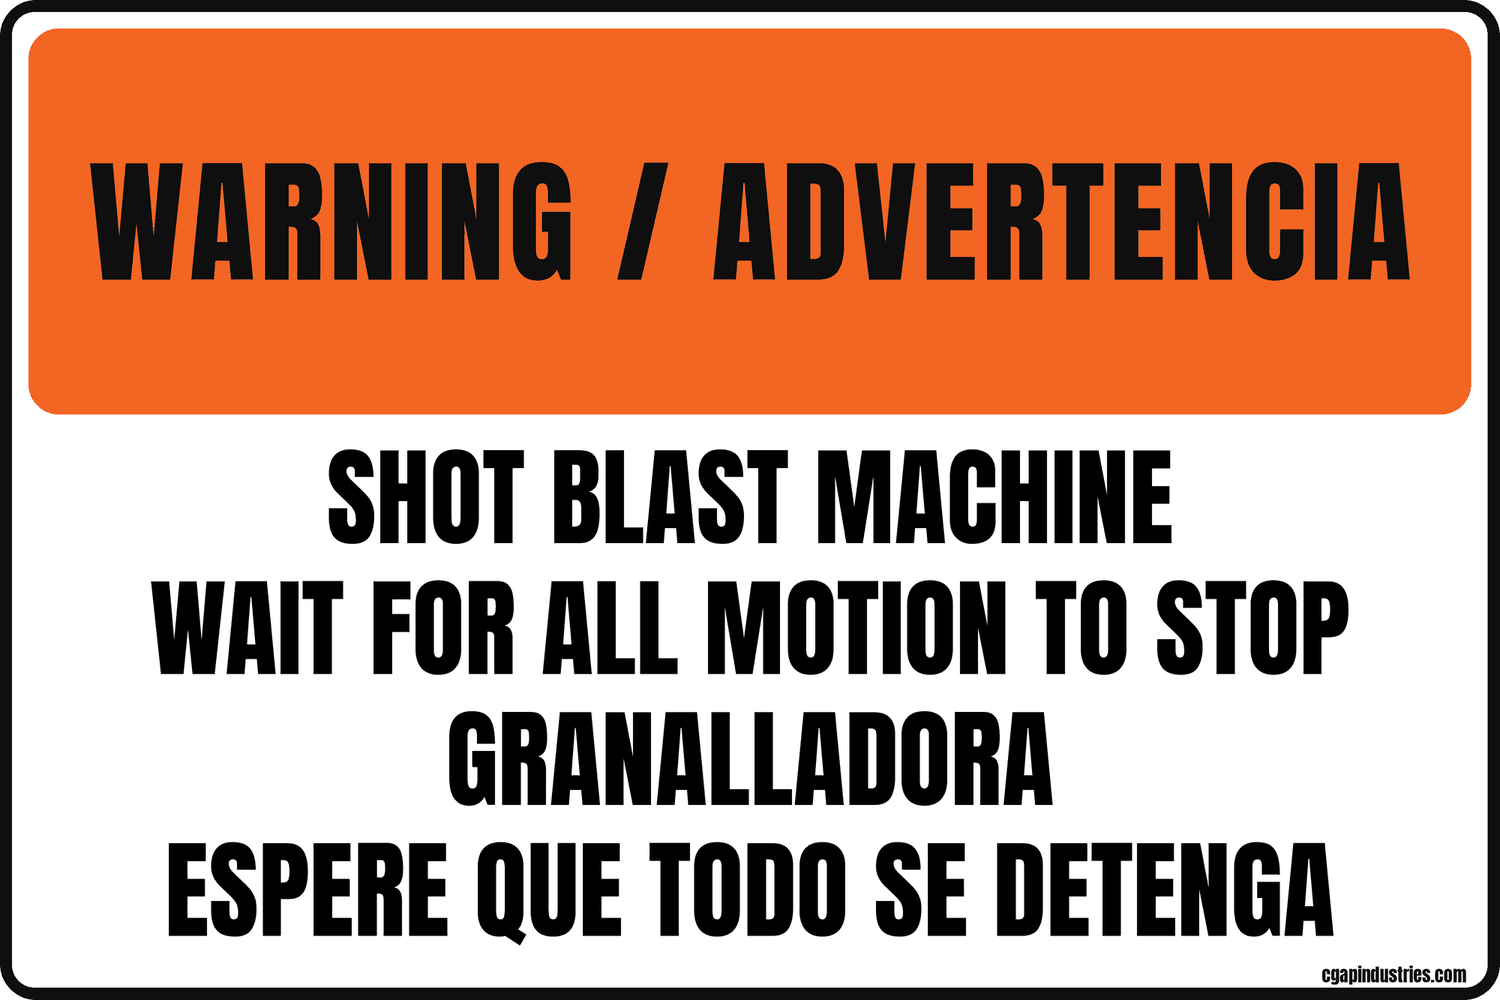 WARNING / ADVERTENCIA
SHOT BLAST MACHINE
WAIT FOR ALL MOTION TO STOP
GRANALLADORA
ESPERE QUE TODO SE DETENGA
cgapindustries.com